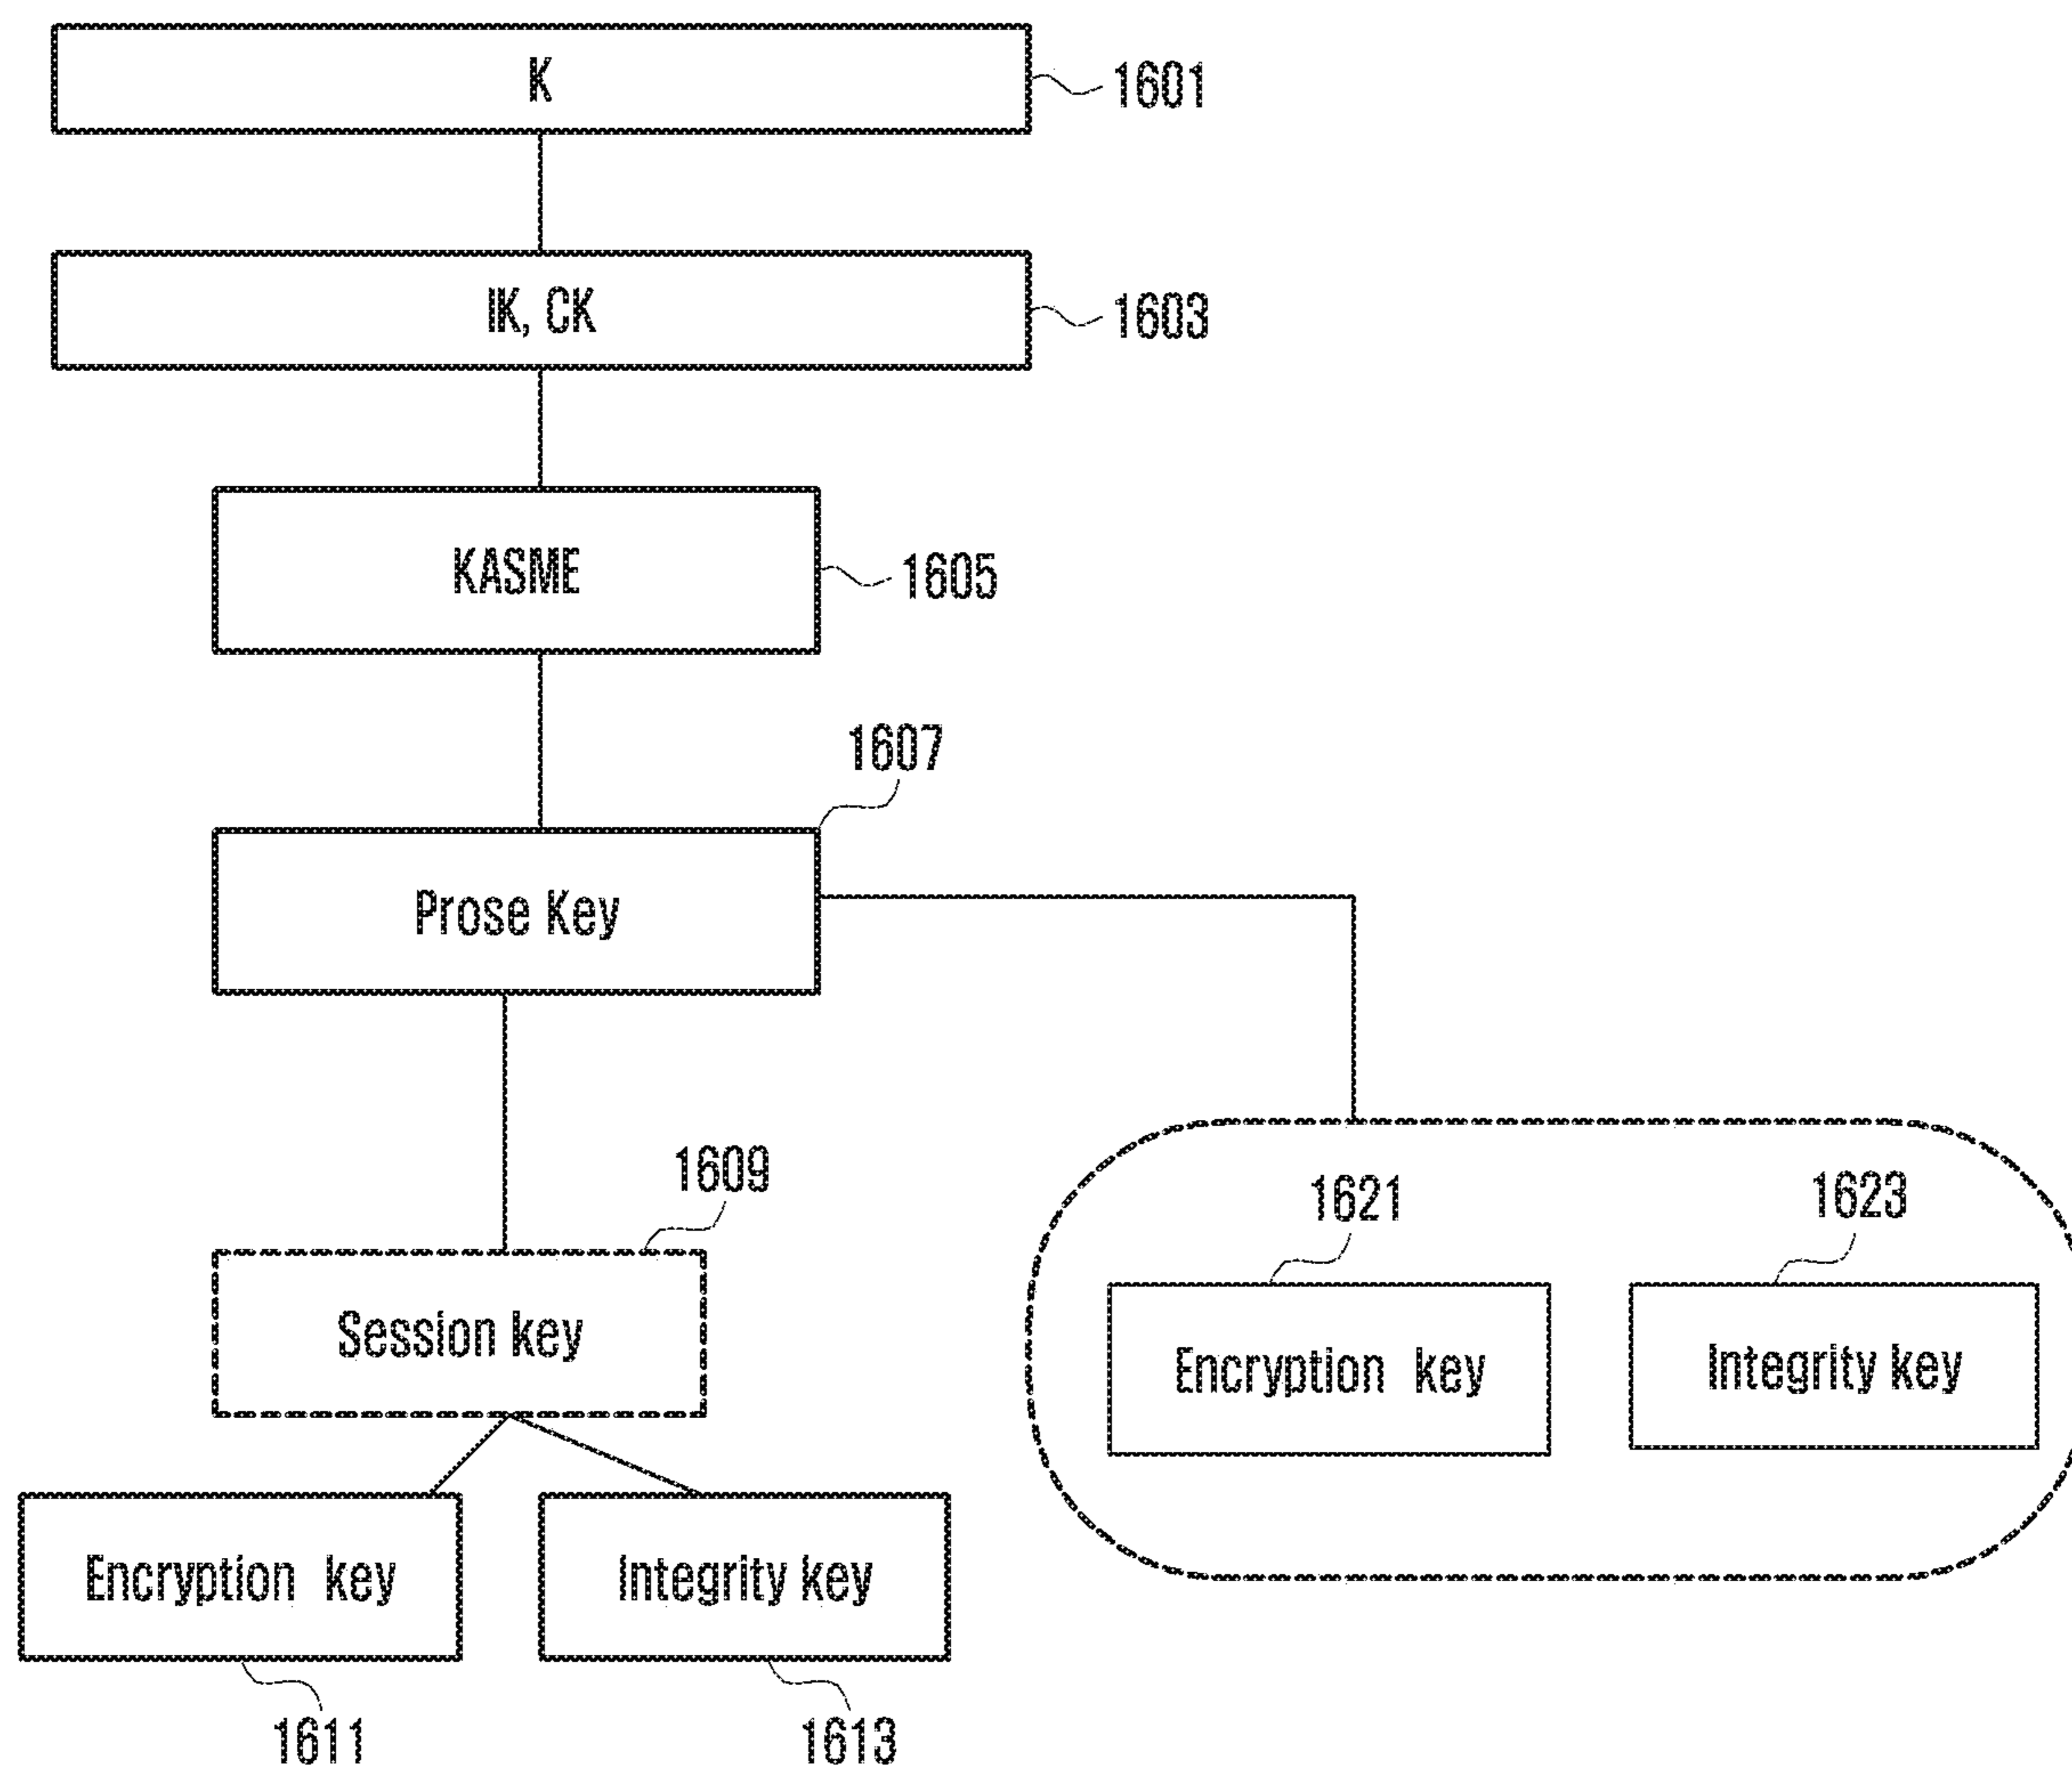 K
1601
IK, CK
1603
KASME
1605
1607
Prose Key
1609
Session key
1621
1623
Encryption key
Integrity key
Encryption key
Integrity key
1611
1613